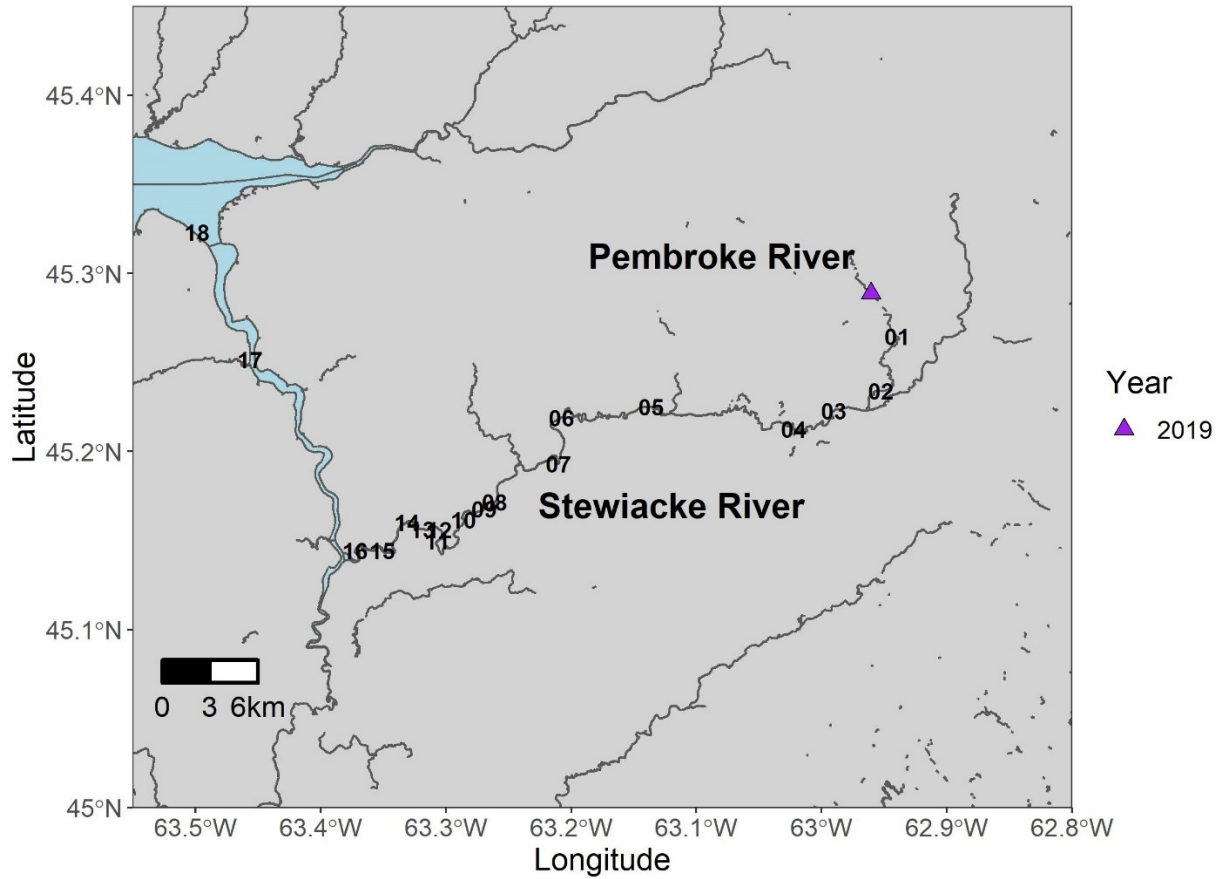 45.4°N
18
Pembroke River
45.3°N
01
17
02
Year
2019
05
03
06
04
Latitude
45.2°N
07
Stewiacke River
08
09
10
14
13
12
11
16
15
45.1°N
0 3 6km
45°N
63.5°W 63.4°W 63.3°W 63.2°W 63.1°W 63°W 62.9°W 62.8°W
Longitude